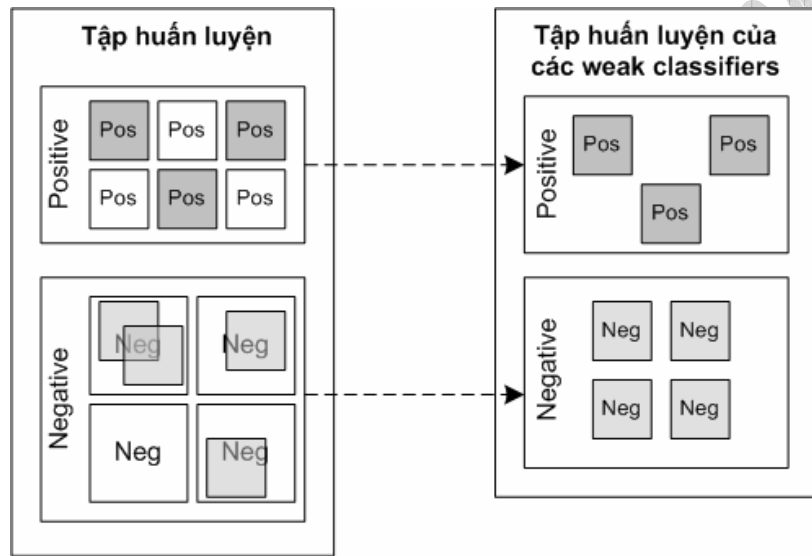 Tập huấn luyện
Positive
Pos Pos Pos
Pos Pos Pos
Negative
Neg Neg
Neg Neg
Tập huấn luyện của
các weak classifiers
Positive
Pos Pos
Pos
Negative
Neg Neg
Neg Neg